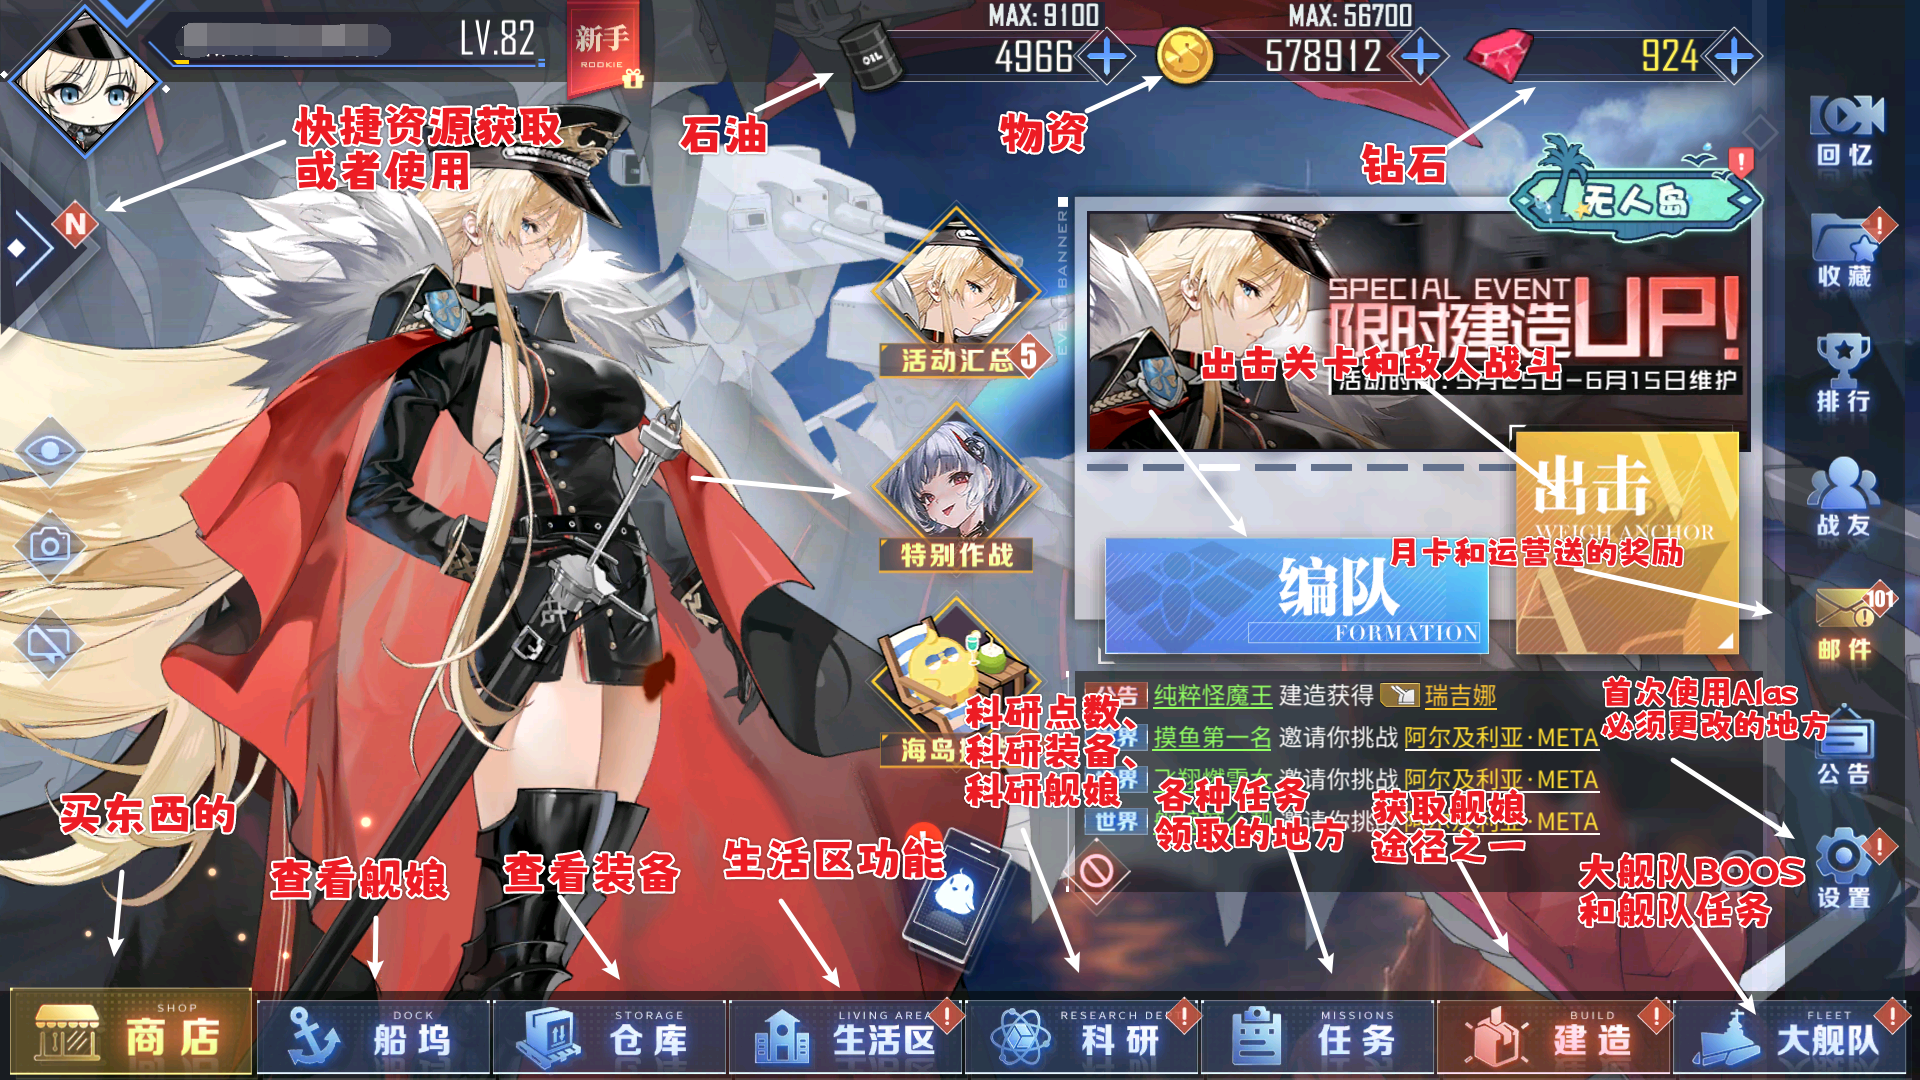 LV.82
新手
ROOKIE
MAX: 9100
4966
OIL
MAX: 56700
578912
924
快捷资源获取
或者使用
石油
物资
钻石
N
无人岛
回忆
收藏
排行
战友
101
邮件
公告
设置
EVENT BANNER
活动汇总
5
特别作战
SPECIAL EVENT
限时建造UP!
出击关卡和敌人战斗
6月15日维护
出击
WEIGH ANCHOR
月卡和运营送的奖励
编队
FORMATION
公告 纯粹怪魔王 建造获得 瑞吉娜
世界 摸鱼第一名 邀请你挑战 阿尔及利亚·META
邀请你挑战 阿尔及利亚·META
世界 META
海岛
科研点数、
科研装备、
科研舰娘
各种任务
领取的地方
获取舰娘
途径之一
首次使用Alas
必须更改的地方
大舰队BOOS
和舰队任务
买东西的
查看舰娘
查看装备
生活区功能
SHOP
商店
DOCK
船坞
STORAGE
仓库
LIVING AREA
生活区
RESEARCH DE
科研
MISSIONS
任务
BUILD
建造
FLEET
大舰队